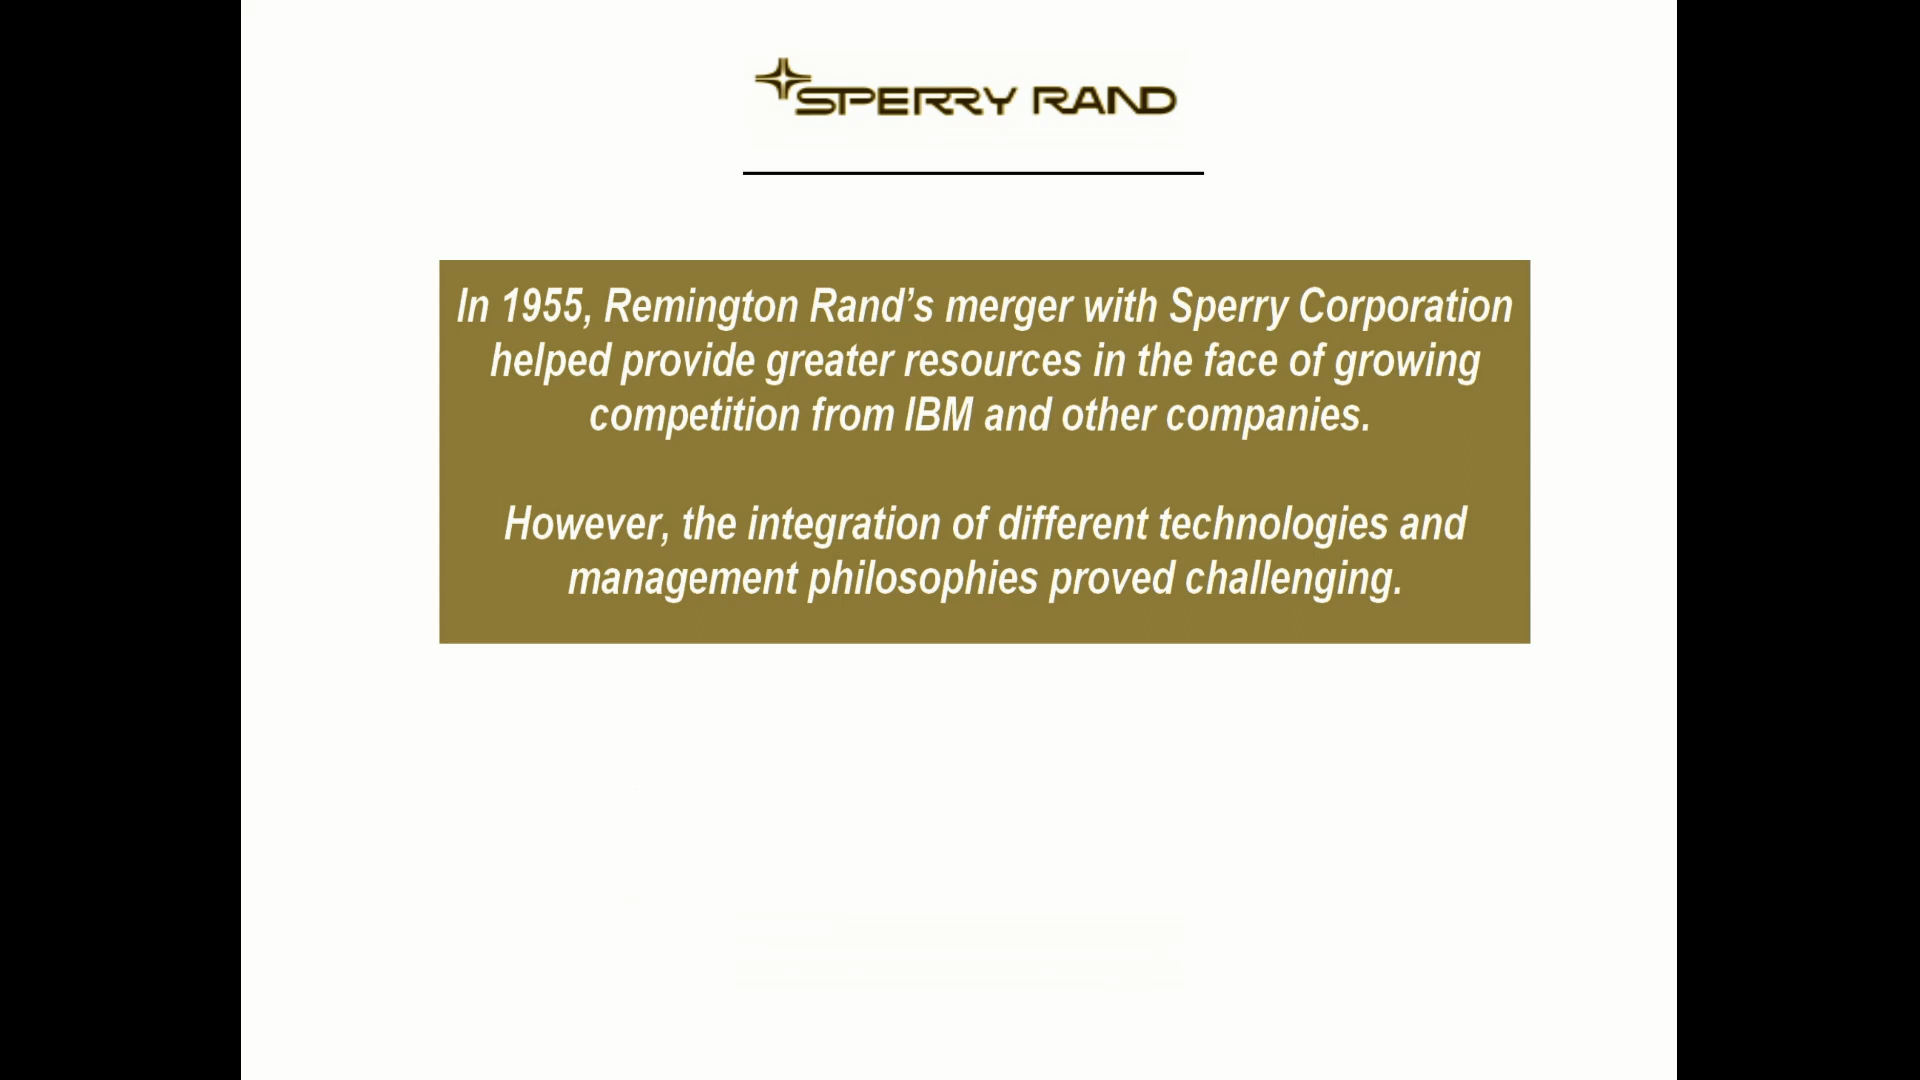 SPERRY RAND
In 1955, Remington Rand’s merger with Sperry Corporation
helped provide greater resources in the face of growing
competition from IBM and other companies.
However, the integration of different technologies and
management philosophies proved challenging.